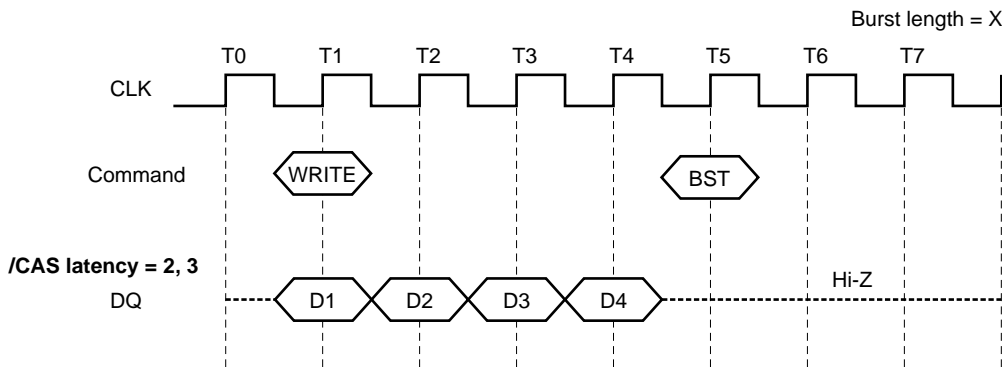 Burst length = X
T0 T1 T2 T3 T4 T5 T6 T7
CLK
Command WRITE BST
/CAS latency = 2, 3
DQ D1 D2 D3 D4 Hi-Z